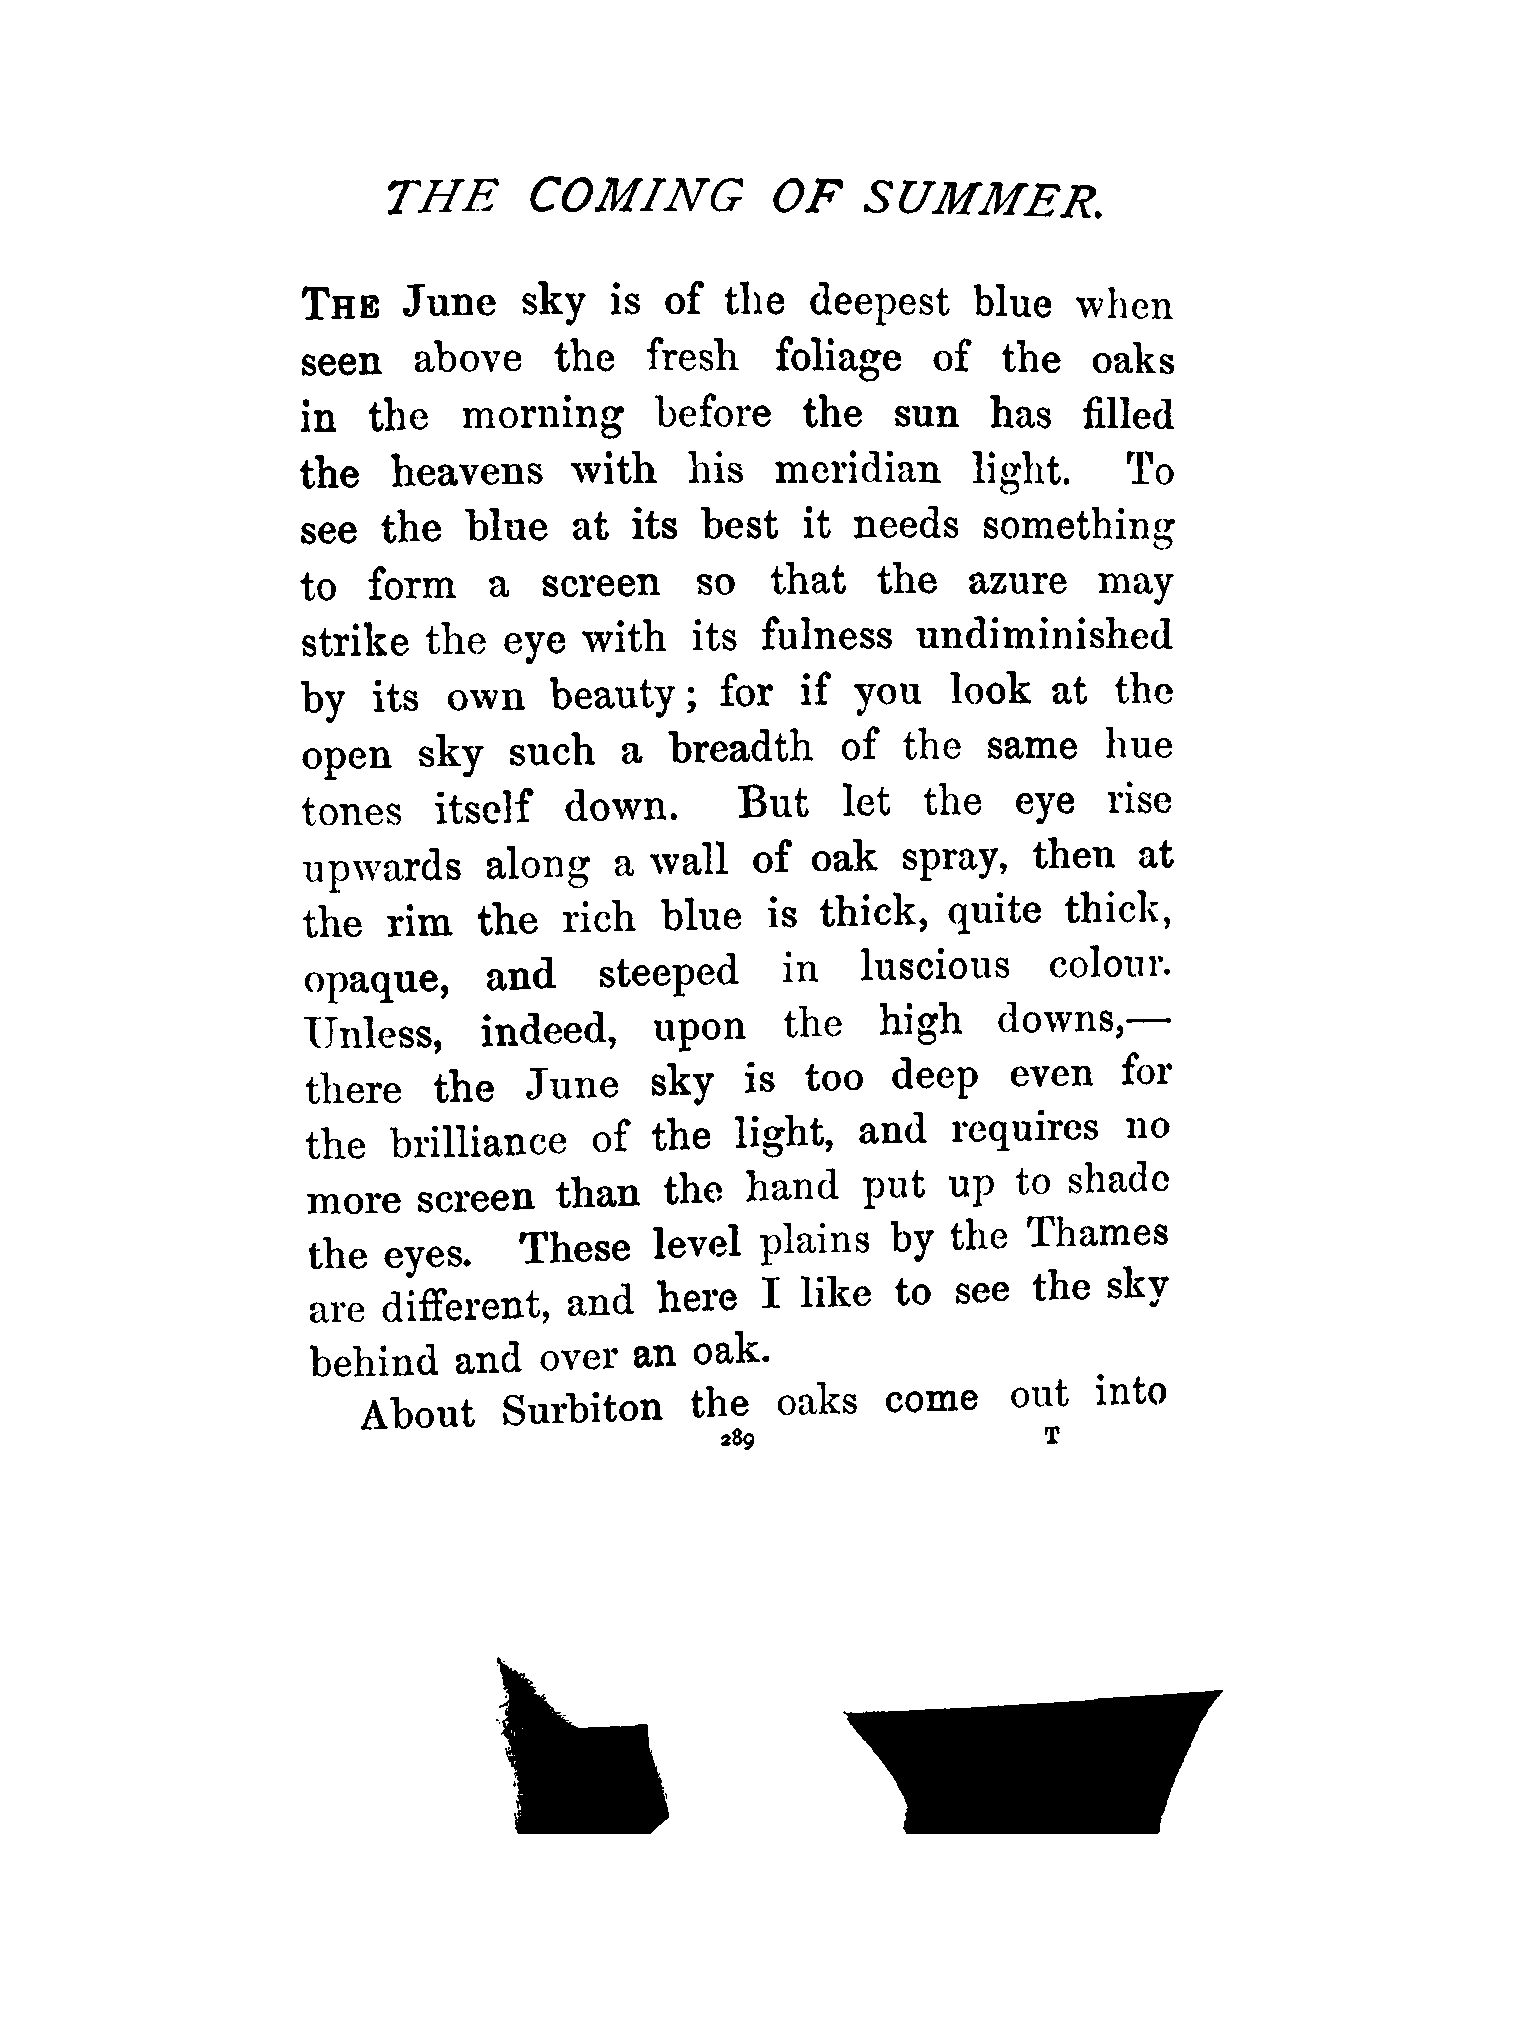 THE COMING OF SUMMER.
THE June sky is of the deepest blue when
seen above the fresh foliage of the oaks
in the morning before the sun has filled
the heavens with his meridian light. To
see the blue at its best it needs something
to form a screen so that the azure may
strike the eye with its fulness undiminished
by its own beauty; for if you look at the
open sky such a breadth of the same hue
tones itself down. But let the eye rise
upwards along a wall of oak spray, then at
the rim the rich blue is thick, quite thick,
opaque, and steeped in luscious colour.
Unless, indeed, upon the high downs,—
there the June sky is too deep even for
the brilliance of the light, and requires no
more screen than the hand put up to shade
the eyes. These level plains by the Thames
are different, and here I like to see the sky
behind and over an oak.
About Surbiton the oaks come out into
289 T